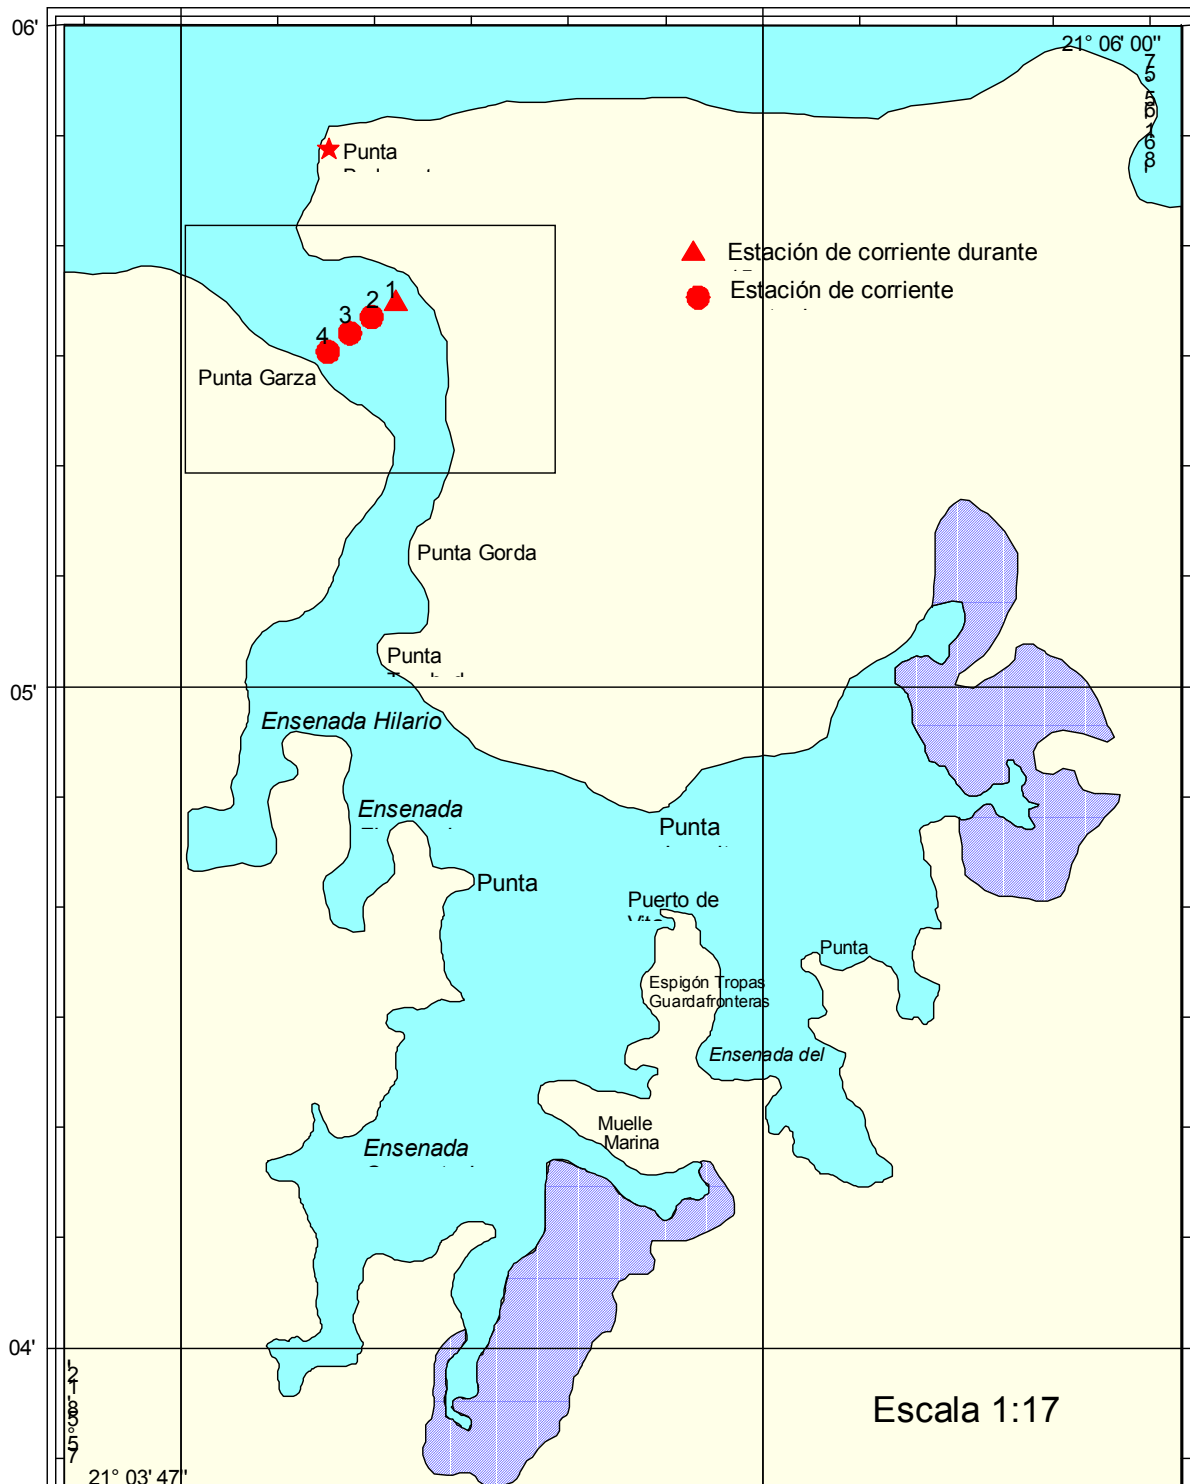 06'
21° 06' 00"
Punta
Estación de corriente durante
Estación de corriente
1
2
3
4
Punta Garza
Punta Gorda
Punta
05'
Ensenada Hilario
Ensenada
Punta
Punta
Puerto de
Punta
Espigón Tropas
Guardafronteras
Ensenada del
Muelle
Marina
Ensenada
04'
Escala 1:17
21° 03' 47"